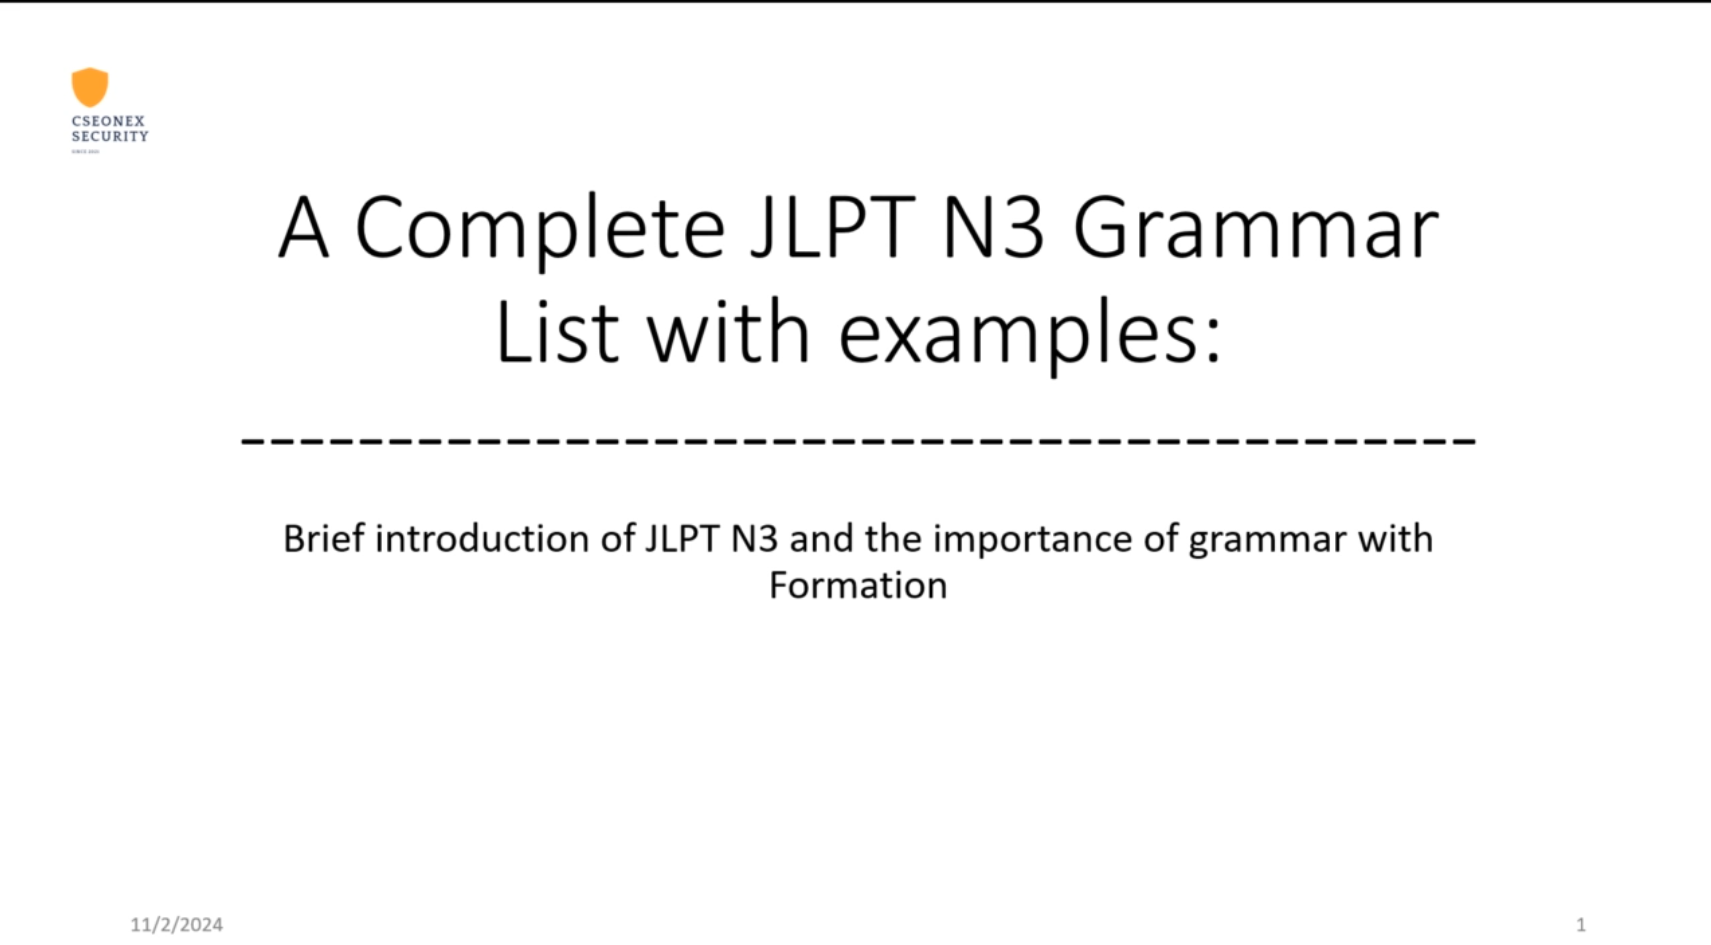 CSEONEX
SECURITY
A Complete JLPT N3 Grammar
List with examples:
------------------------------------------
Brief introduction of JLPT N3 and the importance of grammar with
Formation
11/2/2024
1